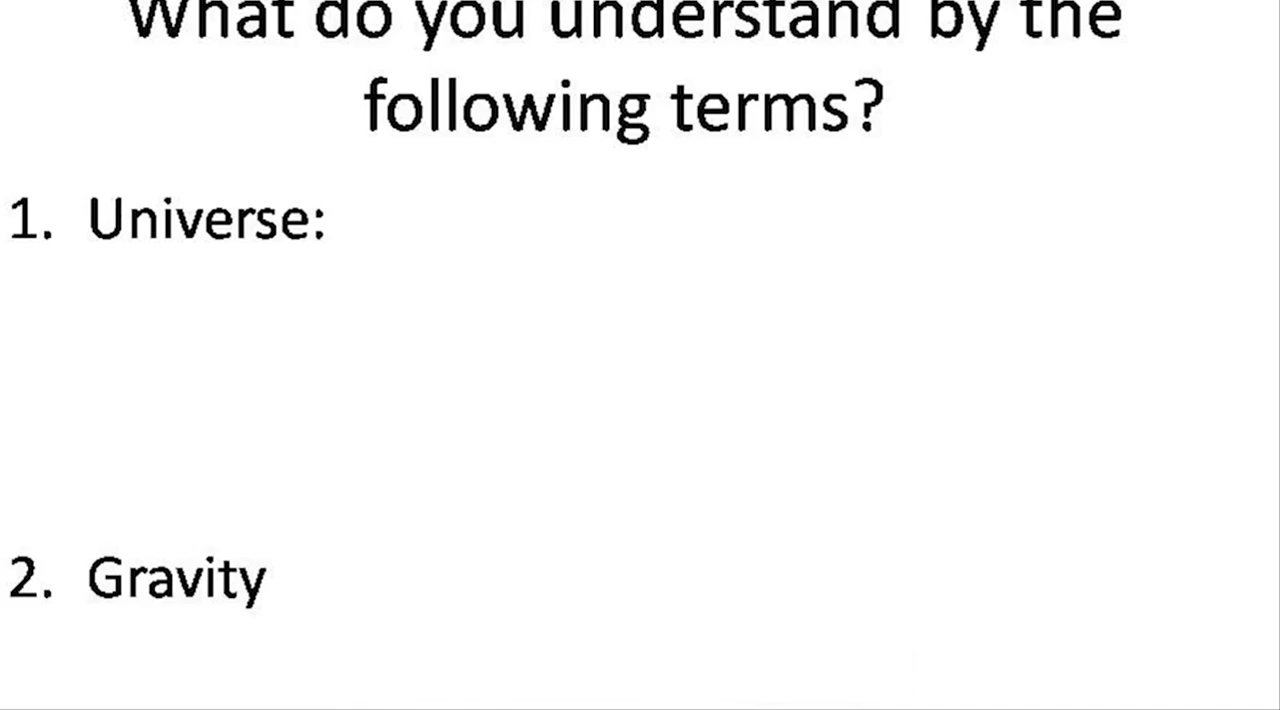 What do you understand by the
following terms?
1. Universe:
2. Gravity